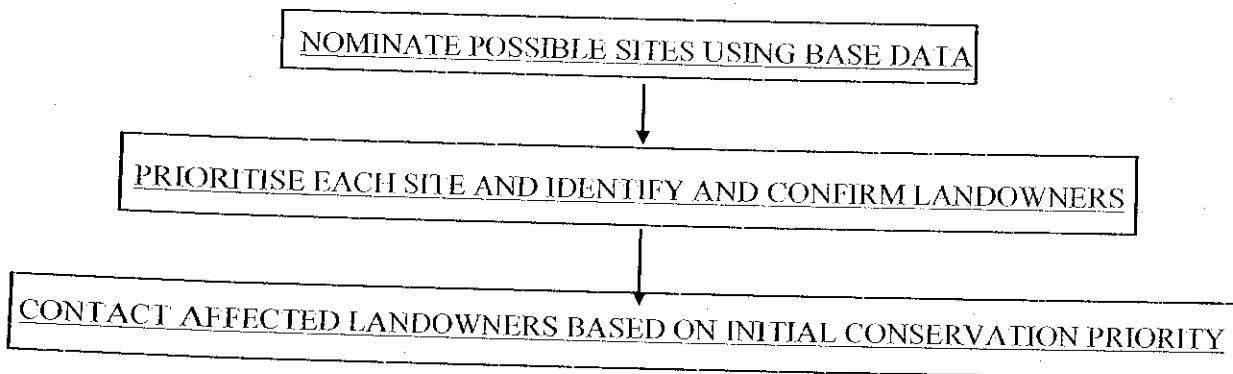 NOMINATE POSSIBLE SITES USING BASE DATA
PRIORITISE EACH SITE AND IDENTIFY AND CONFIRM LANDOWNERS
CONTACT AFFECTED LANDOWNERS BASED ON INITIAL CONSERVATION PRIORITY